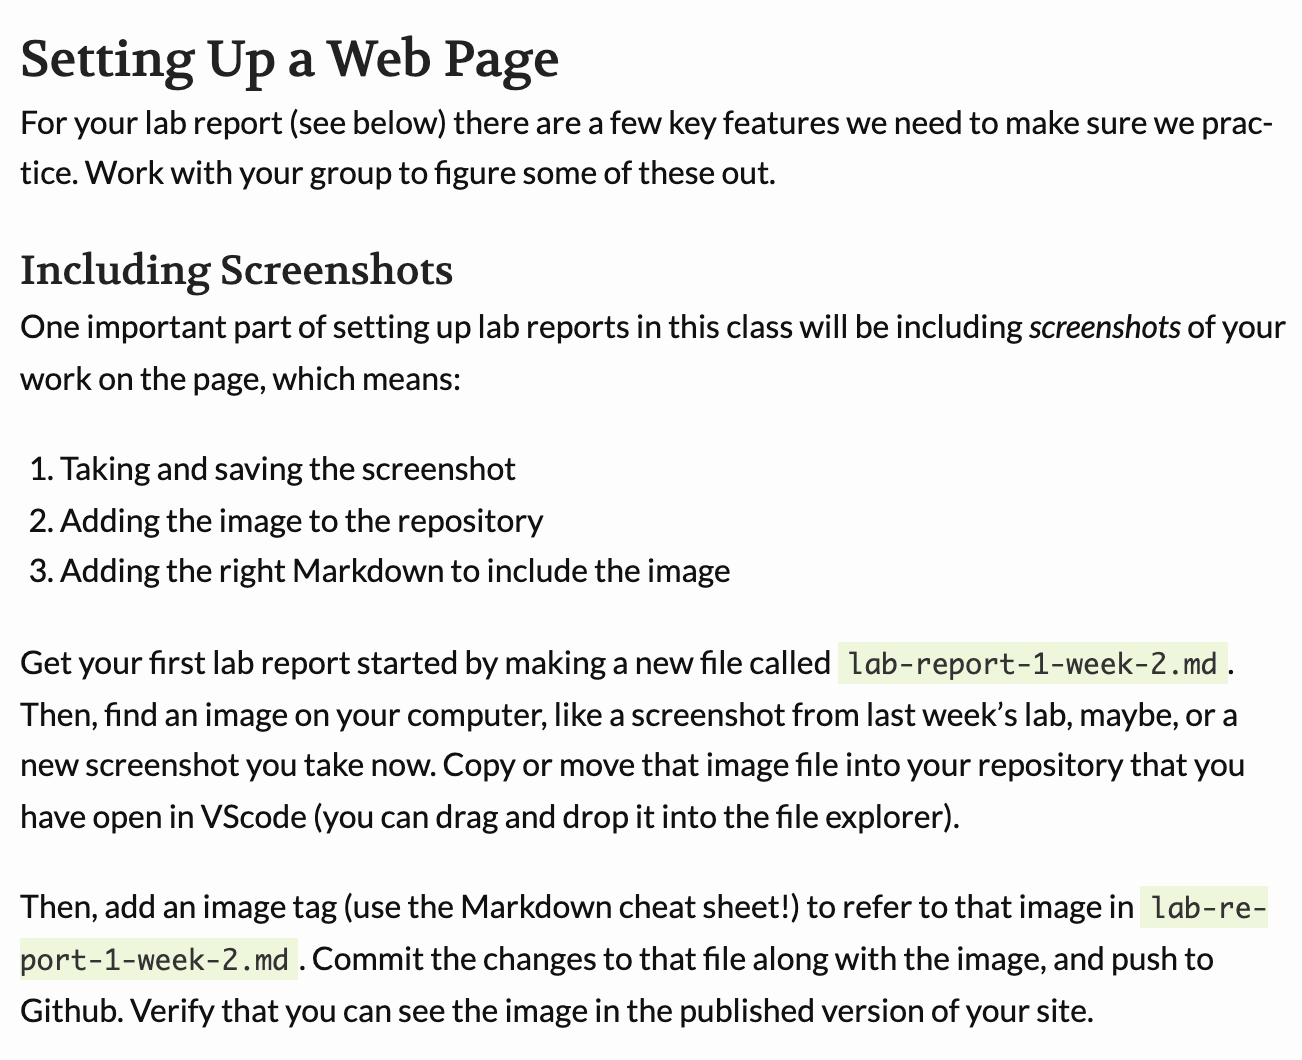 Setting Up a Web Page
For your lab report (see below) there are a few key features we need to make sure we prac-
tice. Work with your group to figure some of these out.
Including Screenshots
One important part of setting up lab reports in this class will be including screenshots of your
work on the page, which means:
1. Taking and saving the screenshot
2. Adding the image to the repository
3. Adding the right Markdown to include the image
Get your first lab report started by making a new file called lab-report-1-week-2.md.
Then, find an image on your computer, like a screenshot from last week’s lab, maybe, or a
new screenshot you take now. Copy or move that image file into your repository that you
have open in VScode (you can drag and drop it into the file explorer).
Then, add an image tag (use the Markdown cheat sheet!) to refer to that image in lab-re-
port-1-week-2.md. Commit the changes to that file along with the image, and push to
Github. Verify that you can see the image in the published version of your site.